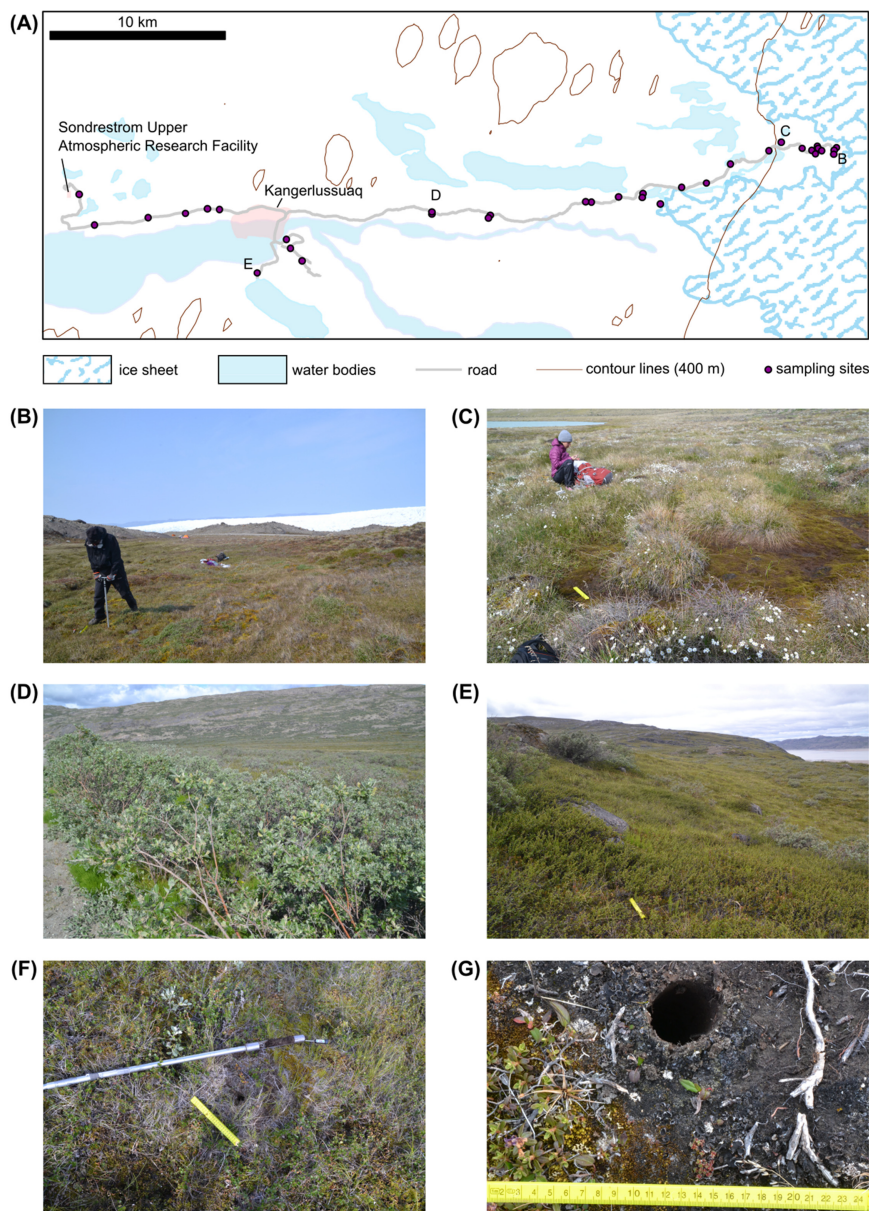 (A)
10 km
Sondrestrom Upper
Atmospheric Research Facility
Kangerlussuaq
C
B
D
E
ice sheet
water bodies
road
contour lines (400 m)
sampling sites
(B)
(C)
(D)
(E)
(F)
(G)
2 3 4 5 6 7 8 9 10 11 12 13 14 15 16 17 18 19 20 21 22 23 24